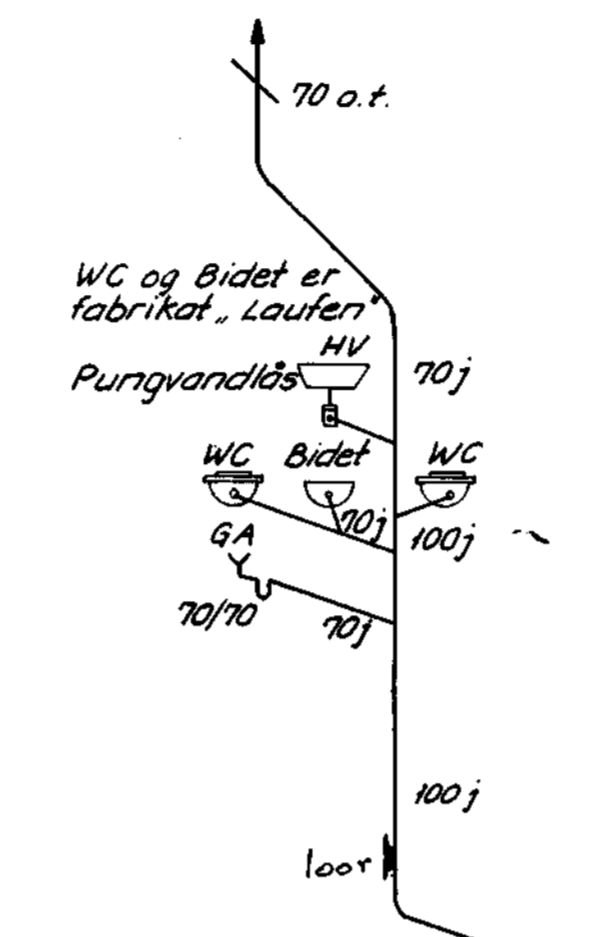 70 o.t.
WC og Bidet er
fabrikat „Laufen"
HV
Pungvandlås
70j
WC
Bidet
WC
70j
100j
GA
70/70
70j
100j
100r